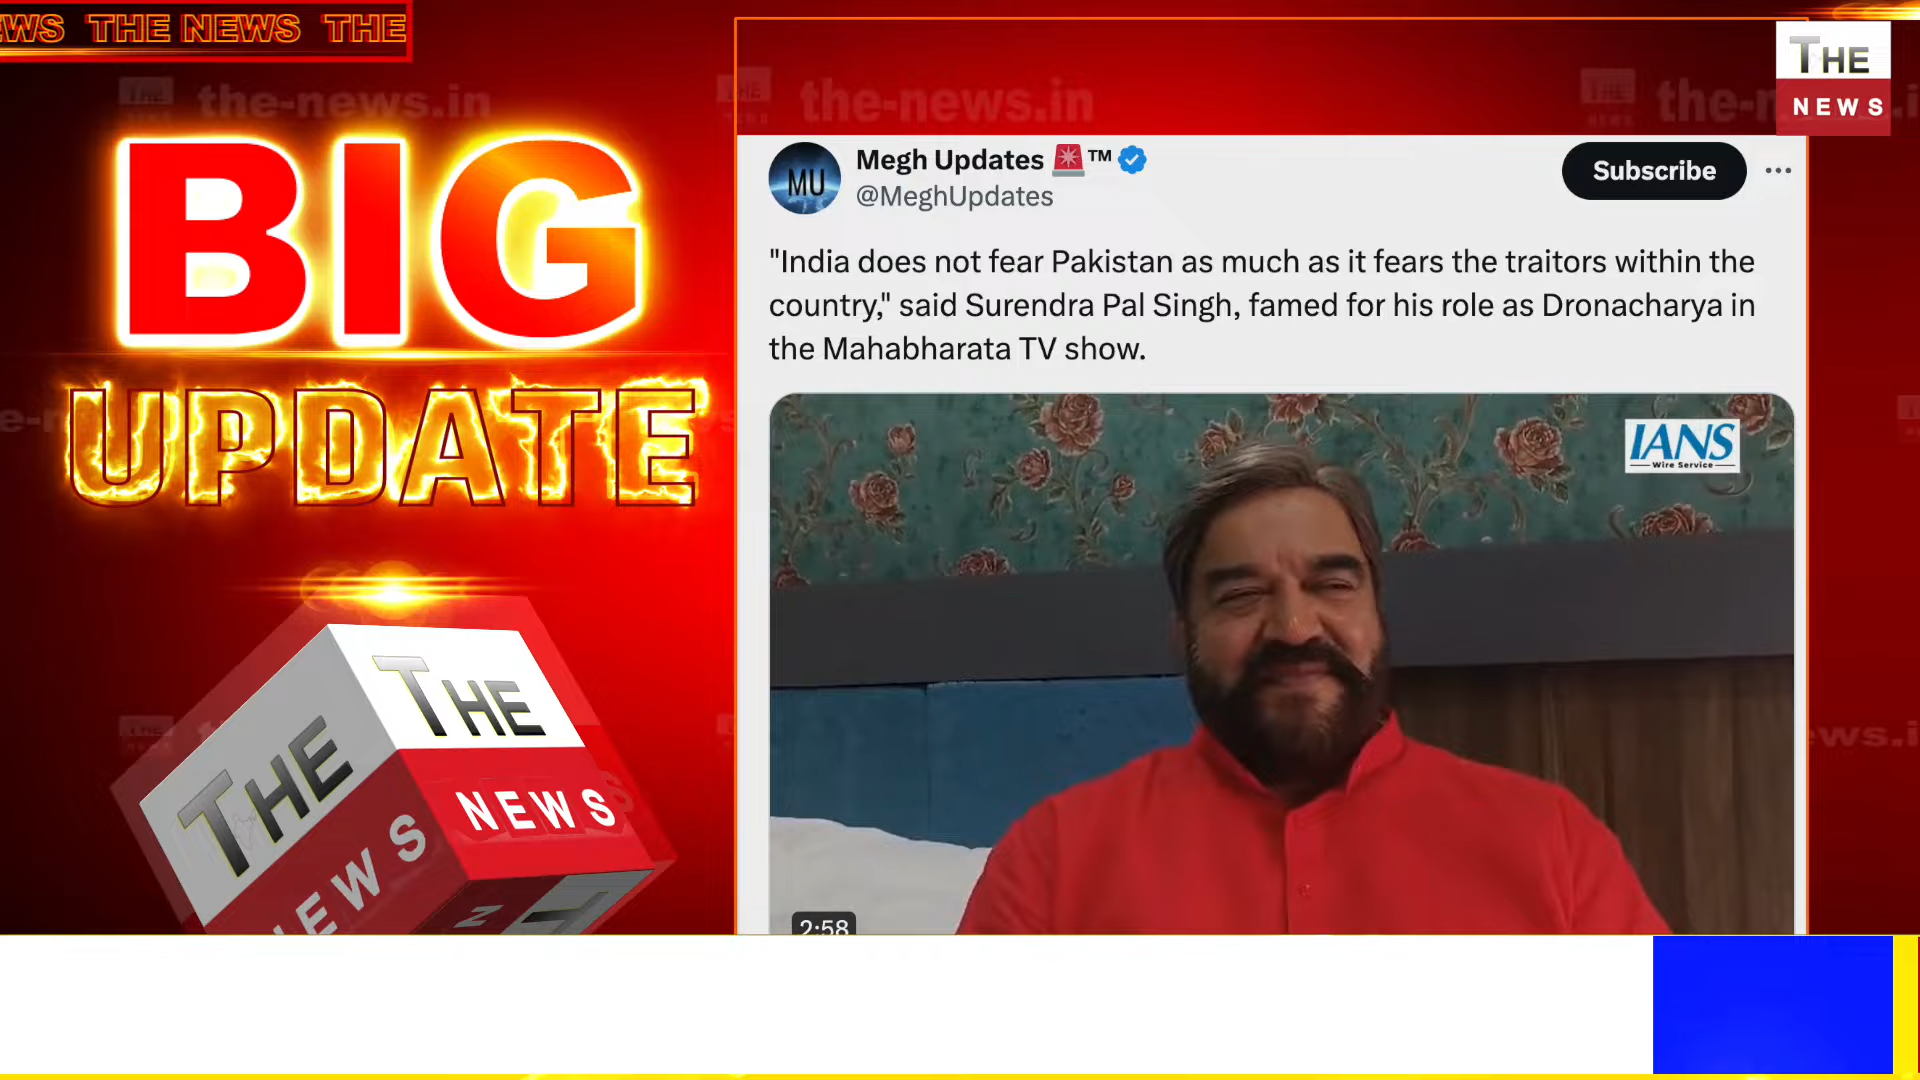 EWS THE NEWS THE
the-news.in
the-news.in
THE
NEWS
BIG
UPDATE
THE
NEWS
THE
NEWS
MU
Megh Updates 🚨™
@MeghUpdates
Subscribe
"India does not fear Pakistan as much as it fears the traitors within the
country," said Surendra Pal Singh, famed for his role as Dronacharya in
the Mahabharata TV show.
IANS
Wire Service
2:58